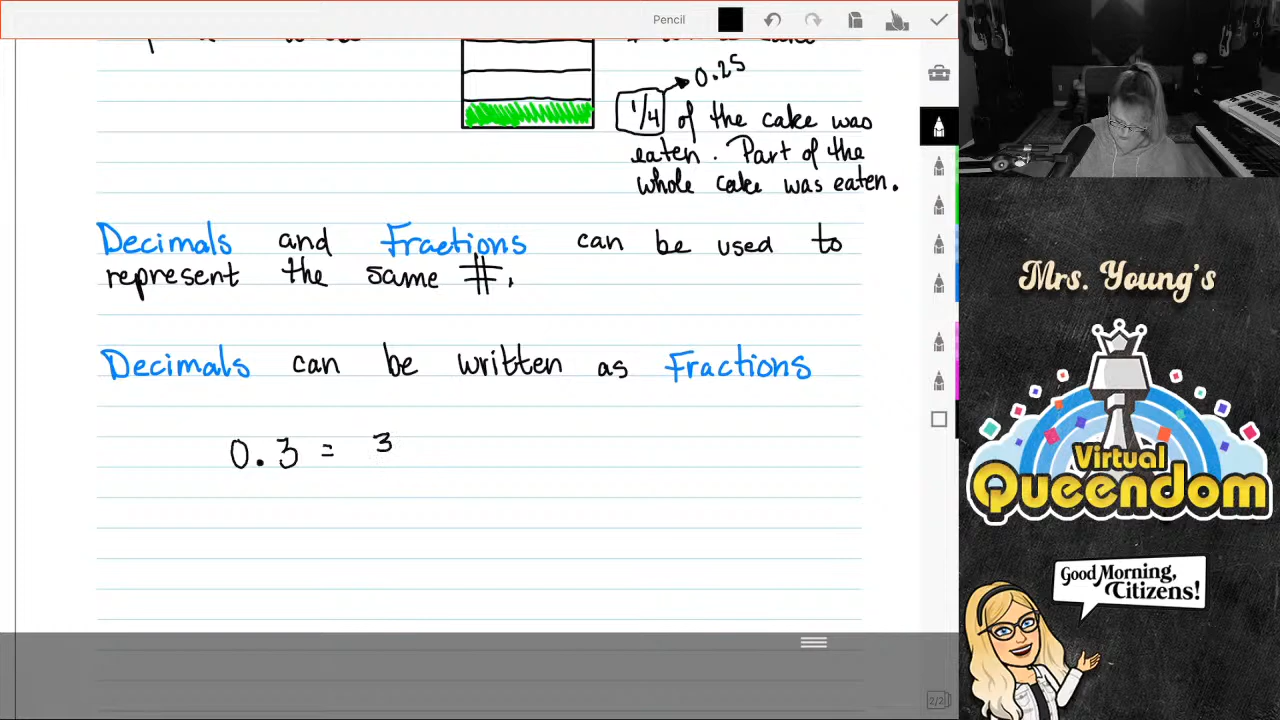 Pencil
0.25
1/4 of the cake was
eaten. Part of the
whole cake was eaten.
Decimals and Fractions can be used to
represent the same #.
Decimals can be written as Fractions
0.3 = 3
2/2
Mrs. Young's
Virtual
Queendom
Good Morning,
Citizens!